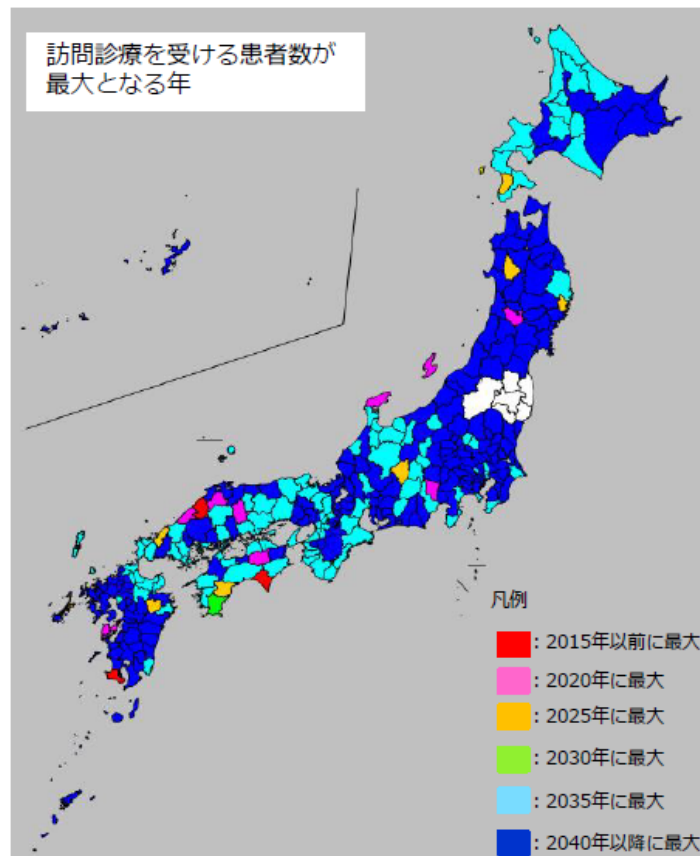 訪問診療を受ける患者数が
最大となる年
凡例
: 2015年以前に最大
: 2020年に最大
: 2025年に最大
: 2030年に最大
: 2035年に最大
: 2040年以降に最大